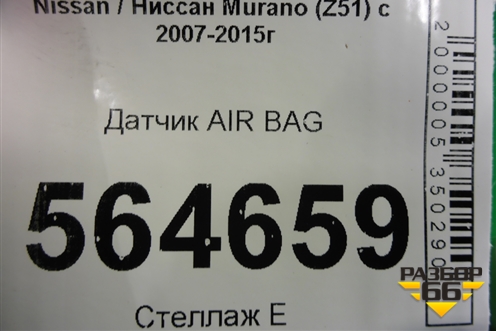 Nissan / Ниссан Murano (Z51) с
2007-2015г
Датчик AIR BAG
564659
Стеллаж Е
2000005350290
РАЗБОР
66